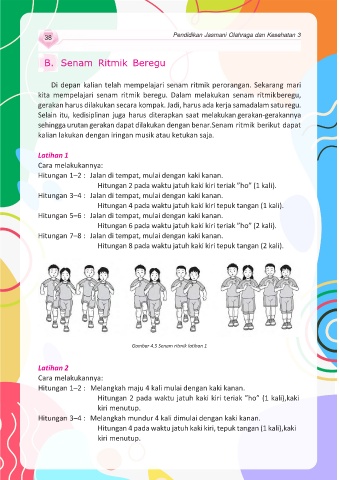 38
Pendidikan Jasmani Olahraga dan Kesehatan 3
B. Senam Ritmik Beregu
Di depan kalian telah mempelajari senam ritmik perorangan. Sekarang mari
kita mempelajari senam ritmik beregu. Dalam melakukan senam ritmikberegu,
gerakan harus dilakukan secara kompak. Jadi, harus ada kerja samadalam satu regu.
Selain itu, kedisiplinan juga harus diterapkan saat melakukan gerakan-gerakannya
sehingga urutan gerakan dapat dilakukan dengan benar.Senam ritmik berikut dapat
kalian lakukan dengan iringan musik atau ketukan saja.
Latihan 1
Cara melakukannya:
Hitungan 1–2 : Jalan di tempat, mulai dengan kaki kanan.
Hitungan 2 pada waktu jatuh kaki kiri teriak "ho" (1 kali).
Hitungan 3–4 : Jalan di tempat, mulai dengan kaki kanan.
Hitungan 4 pada waktu jatuh kaki kiri tepuk tangan (1 kali).
Hitungan 5–6 : Jalan di tempat, mulai dengan kaki kanan.
Hitungan 6 pada waktu jatuh kaki kiri teriak "ho" (2 kali).
Hitungan 7–8 : Jalan di tempat, mulai dengan kaki kanan.
Hitungan 8 pada waktu jatuh kaki kiri tepuk tangan (2 kali).
Gambar 4.5 Senam ritmik latihan 1
Latihan 2
Cara melakukannya:
Hitungan 1–2 : Melangkah maju 4 kali mulai dengan kaki kanan.
Hitungan 2 pada waktu jatuh kaki kiri teriak "ho" (1 kali),kaki
kiri menutup.
Hitungan 3–4 : Melangkah mundur 4 kali dimulai dengan kaki kanan.
Hitungan 4 pada waktu jatuh kaki kiri, tepuk tangan (1 kali),kaki
kiri menutup.